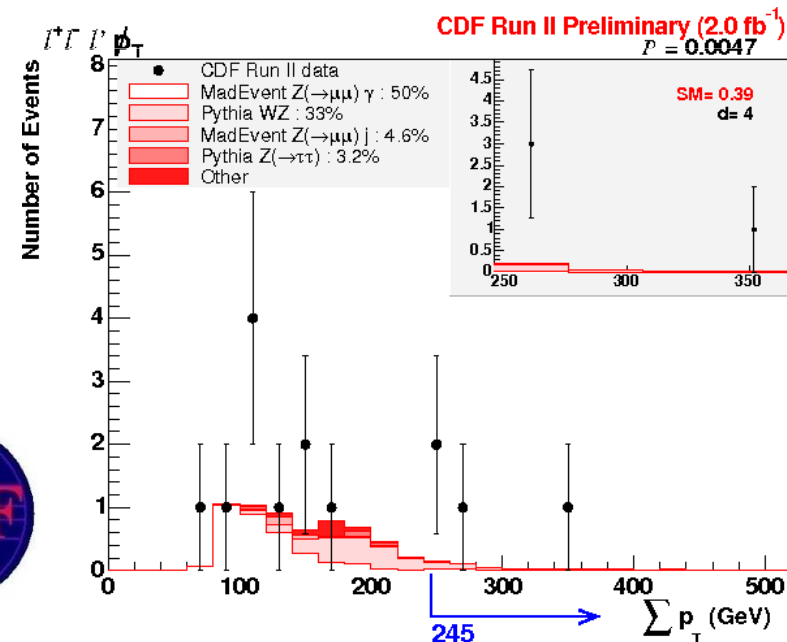 CDF Run II Preliminary (2.0 fb⁻¹)
l⁺l⁻ l' p̸_T
P = 0.0047
Number of Events
CDF Run II data
MadEvent Z(→μμ) γ : 50%
Pythia WZ : 33%
MadEvent Z(→μμ) j : 4.6%
Pythia Z(→ττ) : 3.2%
Other
SM= 0.39
d= 4
4.5
4
3.5
3
2.5
2
1.5
1
0.5
0
250 300 350
8
7
6
5
4
3
2
1
0
0 100 200 300 400 500
245
∑ p_T (GeV)